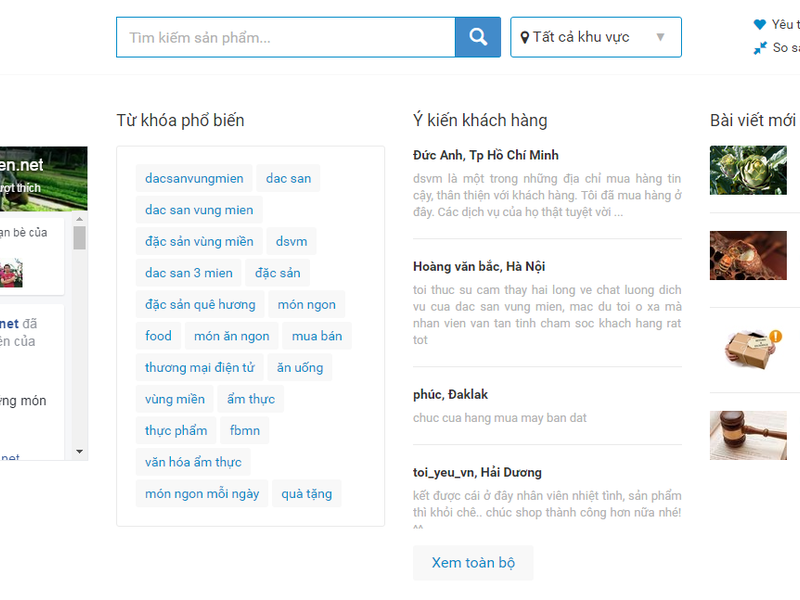 Tìm kiếm sản phẩm...
Tất cả khu vực
Yêu t
So sá
Từ khóa phổ biến
dacsanvungmien
dac san
dac san vung mien
đặc sản vùng miền
dsvm
dac san 3 mien
đặc sản
đặc sản quê hương
món ngon
food
món ăn ngon
mua bán
thương mại điện tử
ăn uống
vùng miền
ẩm thực
thực phẩm
fbmn
văn hóa ẩm thực
món ngon mỗi ngày
quà tặng
Ý kiến khách hàng
Đức Anh, Tp Hồ Chí Minh
dsvm là một trong những địa chỉ mua hàng tin
cậy, thân thiện với khách hàng. Tôi đã mua hàng ở
đây. Các dịch vụ của họ thật tuyệt vời ...
Hoàng văn bắc, Hà Nội
toi thuc su cam thay hai long ve chat luong dich
vu cua dac san vung mien, mac du toi o xa mà
nhan vien van tan tinh cham soc khach hang rat
tot
phúc, Đaklak
chuc cua hang mua may ban dat
toi_yeu_vn, Hải Dương
kết được cái ở đây nhân viên nhiệt tình, sản phẩm
thì khỏi chê.. chúc shop thành công hơn nữa nhé!
^^
Xem toàn bộ
Bài viết mới
en.net
ượt thích
ạn bè của
net đã
ên của
ững món
.net